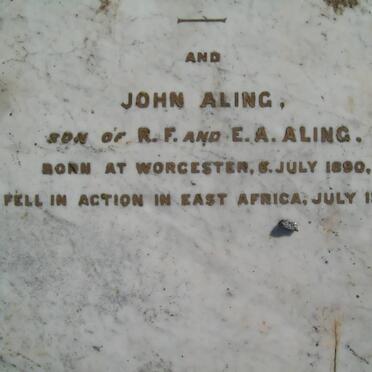 AND
JOHN ALING,
SON OF R. F. AND E. A. ALING.
BORN AT WORCESTER, 6. JULY 1890,
FELL IN ACTION IN EAST AFRICA, JULY